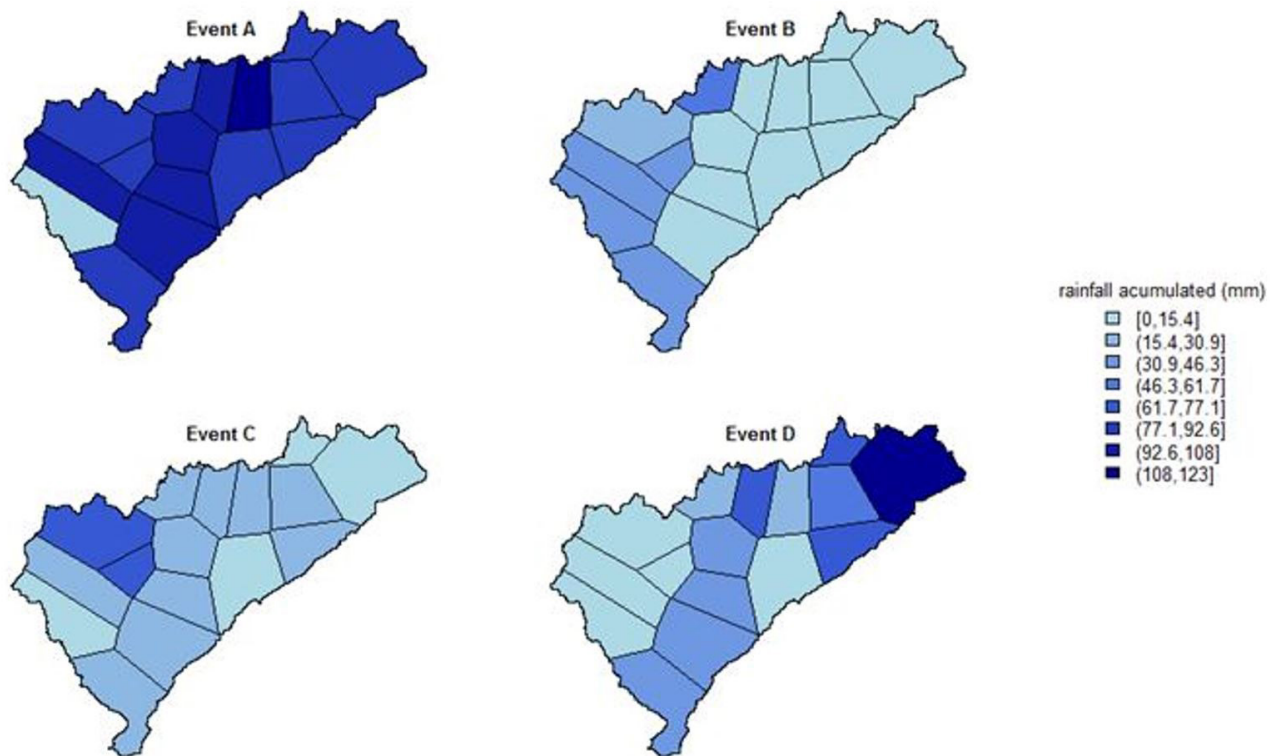 Event A
Event B
rainfall acumulated (mm)
[0,15.4]
(15.4,30.9]
(30.9,46.3]
(46.3,61.7]
(61.7,77.1]
(77.1,92.6]
(92.6,108]
(108,123]
Event C
Event D